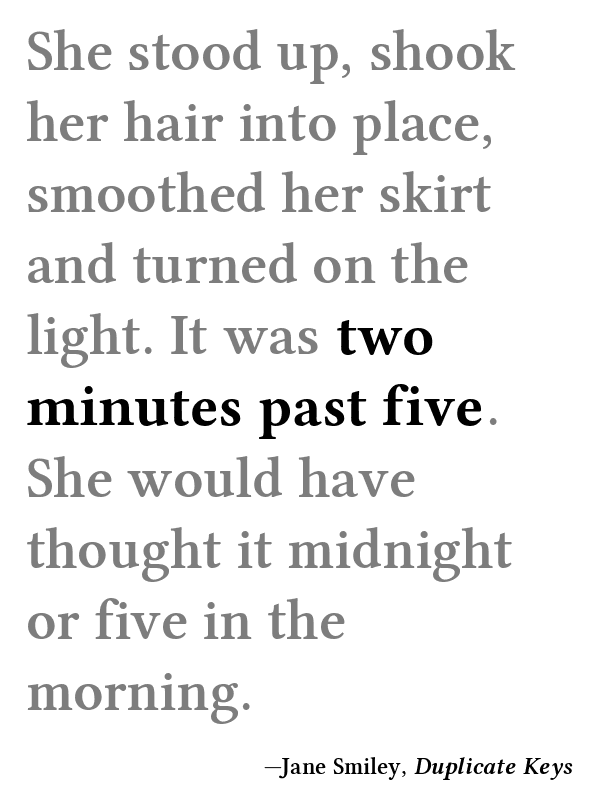 She stood up, shook
her hair into place,
smoothed her skirt
and turned on the
light. It was two
minutes past five.
She would have
thought it midnight
or five in the
morning.
—Jane Smiley, Duplicate Keys